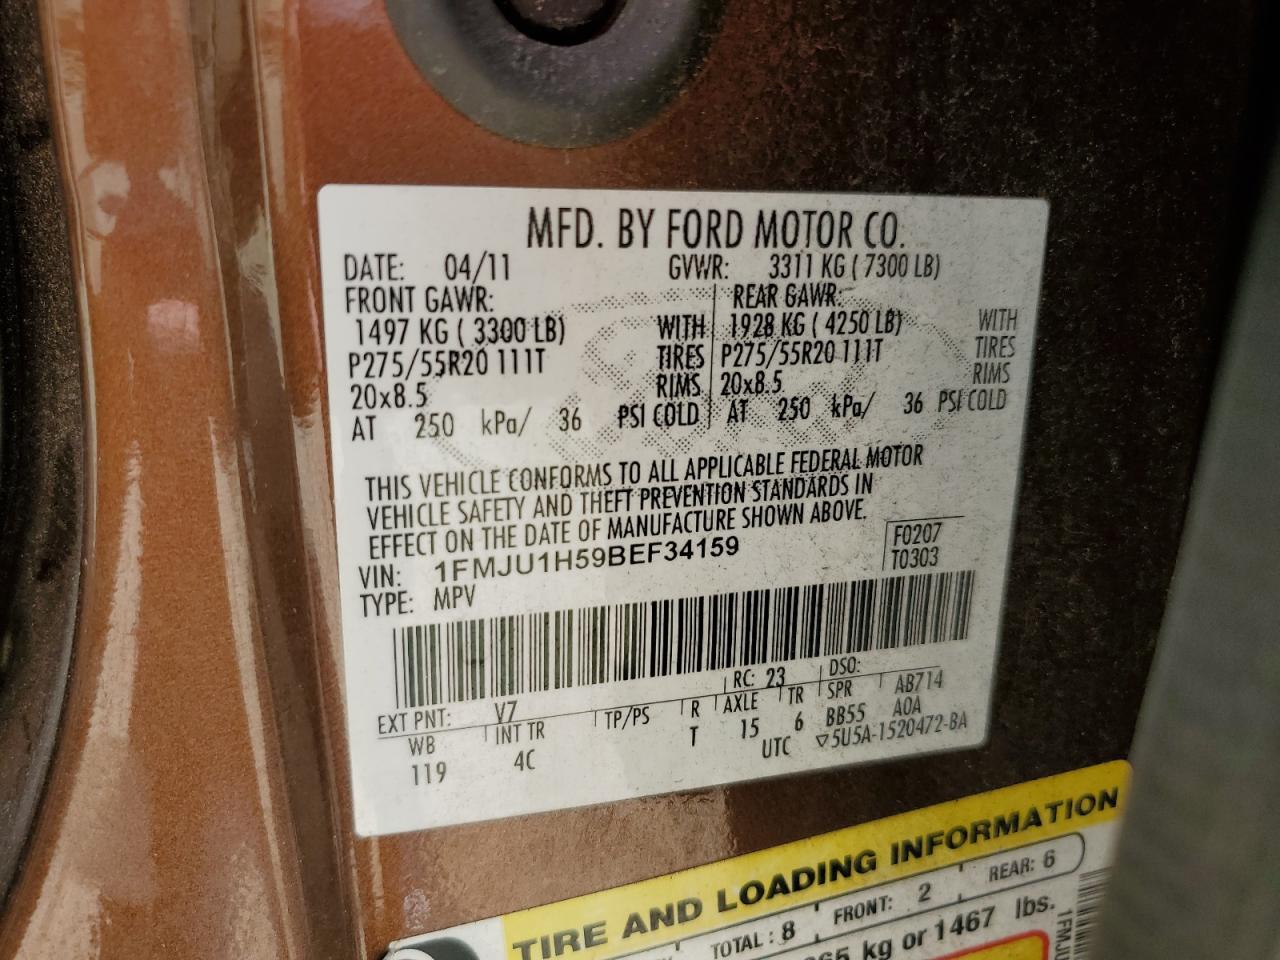 MFD. BY FORD MOTOR CO.
DATE: 04/11 GVWR: 3311 KG ( 7300 LB)
FRONT GAWR: REAR GAWR:
1497 KG ( 3300 LB) WITH 1928 KG ( 4250 LB) WITH
P275/55R20 111T TIRES P275/55R20 111T TIRES
20x8.5 RIMS 20x8.5 RIMS
AT 250 kPa/ 36 PSI COLD AT 250 kPa/ 36 PSI COLD
THIS VEHICLE CONFORMS TO ALL APPLICABLE FEDERAL MOTOR
VEHICLE SAFETY AND THEFT PREVENTION STANDARDS IN
EFFECT ON THE DATE OF MANUFACTURE SHOWN ABOVE.
F0207
VIN: 1FMJU1H59BEF34159 T0303
TYPE: MPV
EXT PNT: V7 RC: 23 DSO:
WB INT TR TP/PS R AXLE TR SPR AB714
119 4C T 15 6 BB55 A0A
UTC ▽5U5A-1520472-BA
TIRE AND LOADING INFORMATION
TOTAL: 8 FRONT: 2 REAR: 6
kg or 1467 lbs.
1FMJU